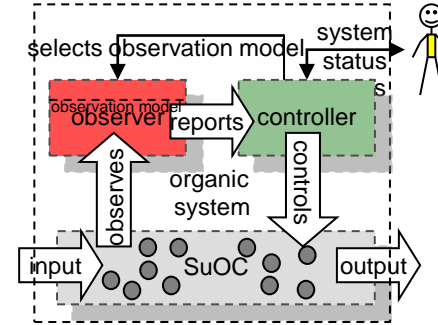 system
selects observation model
status
s
observation model
observer
reports
controller
observes
controls
organic
system
input
SuOC
output